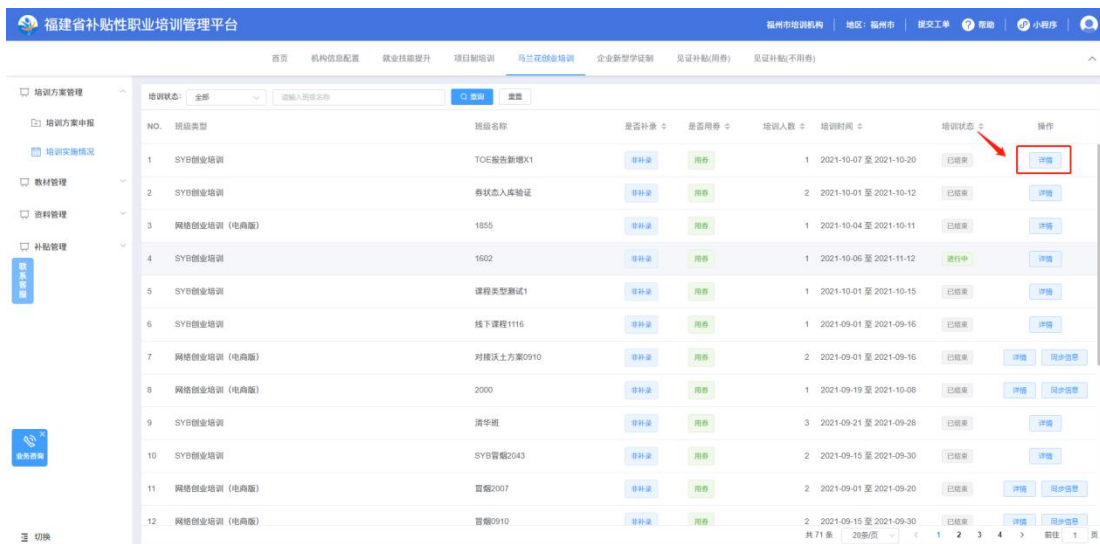 福建省补贴性职业培训管理平台
福州市培训机构 | 地区:福州市 | 提交工单 帮助 | 小程序
首页 机构信息配置 就业技能提升 项目制培训 马兰花创业培训 企业新型学徒制 见证补贴(用券) 见证补贴(不用券)
培训方案管理
培训方案申报
培训实施情况
教材管理
资料管理
补贴管理
联系客服
业务咨询
切换
培训状态: 全部 请输入班级名称 查询 重置
NO. 班级类型 班级名称 是否补录 是否用券 培训人数 培训时间 培训状态 操作
1 SYB创业培训 TOE报告新增X1 非补录 用券 1 2021-10-07 至 2021-10-20 已结束 详情
2 SYB创业培训 券状态入库验证 非补录 用券 2 2021-10-01 至 2021-10-12 已结束 详情
3 网络创业培训(电商版) 1855 非补录 用券 1 2021-10-04 至 2021-10-11 已结束 详情
4 SYB创业培训 1602 非补录 用券 1 2021-10-06 至 2021-11-12 进行中 详情
5 SYB创业培训 课程类型测试1 非补录 用券 1 2021-10-01 至 2021-10-15 已结束 详情
6 SYB创业培训 线下课程1116 非补录 用券 1 2021-09-01 至 2021-09-16 已结束 详情
7 网络创业培训(电商版) 对接沃土方案0910 非补录 用券 2 2021-09-01 至 2021-09-16 已结束 详情 同步信息
8 网络创业培训(电商版) 2000 非补录 用券 1 2021-09-19 至 2021-10-08 已结束 详情 同步信息
9 SYB创业培训 清华班 非补录 用券 3 2021-09-21 至 2021-09-28 已结束 详情
10 SYB创业培训 SYB冒烟2043 非补录 用券 2 2021-09-15 至 2021-09-30 已结束 详情
11 网络创业培训(电商版) 冒烟2007 非补录 用券 2 2021-09-01 至 2021-09-20 已结束 详情 同步信息
12 网络创业培训(电商版) 冒烟0910 非补录 用券 2 2021-09-15 至 2021-09-30 已结束 详情 同步信息
共 71 条 20条/页 1 2 3 4 前往 1 页